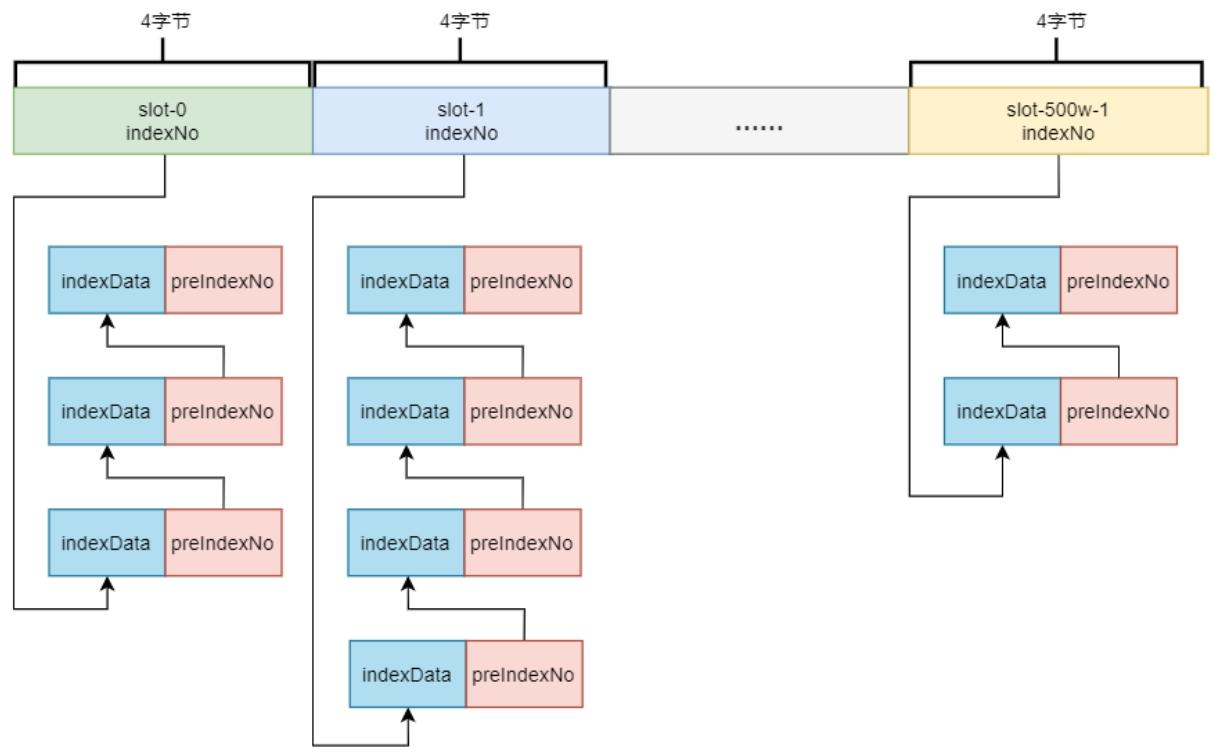 4字节
4字节
4字节
slot-0
indexNo
slot-1
indexNo
......
slot-500w-1
indexNo
indexData preIndexNo
indexData preIndexNo
indexData preIndexNo
indexData preIndexNo
indexData preIndexNo
indexData preIndexNo
indexData preIndexNo
indexData preIndexNo
indexData preIndexNo